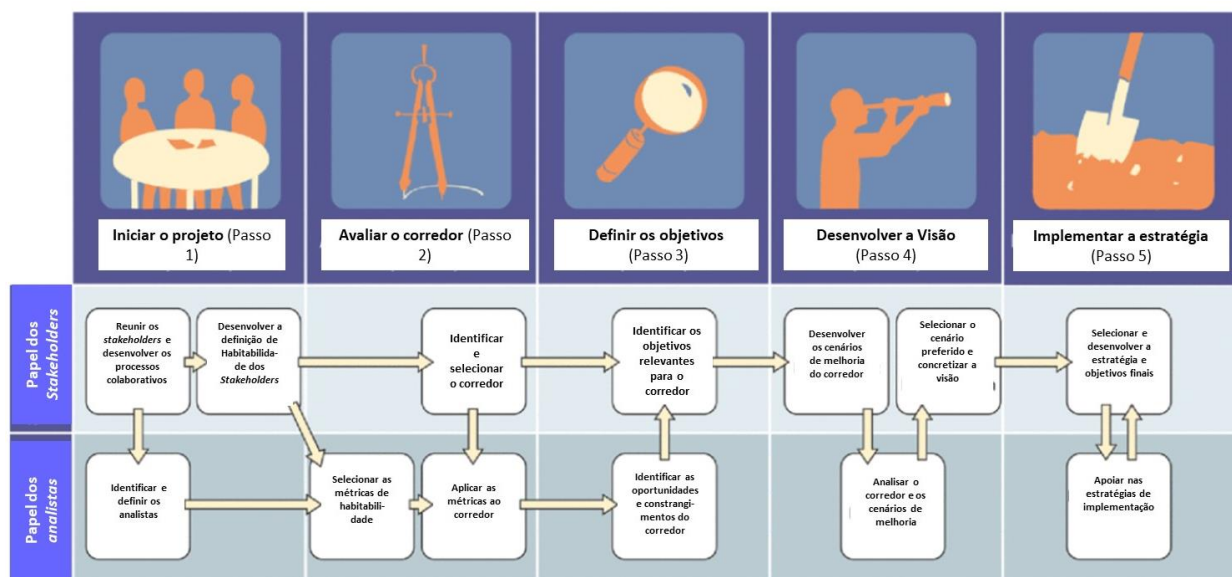 Iniciar o projeto (Passo
1)
Avaliar o corredor (Passo
2)
Definir os objetivos
(Passo 3)
Desenvolver a Visão
(Passo 4)
Implementar a estratégia
(Passo 5)
Papel dos
Stakeholders
Reunir os
stakeholders e
desenvolver os
processos
colaborativos
Desenvolver a
definição de
Habitabilida-
de dos
Stakeholders
Identificar
e
selecionar
o corredor
Identificar os
objetivos
relevantes
para o
corredor
Desenvolver
os cenários
de melhoria
do corredor
Selecionar o
cenário
preferido e
concretizar a
visão
Selecionar e
desenvolver a
estratégia e
objetivos finais
Papel dos
analistas
Identificar e
definir os
analistas
Selecionar as
métricas de
habitabili-
dade
Aplicar as
métricas ao
corredor
Identificar as
oportunidades
e constrangi-
mentos do
corredor
Analisar o
corredor e os
cenários de
melhoria
Apoiar nas
estratégias de
implementação